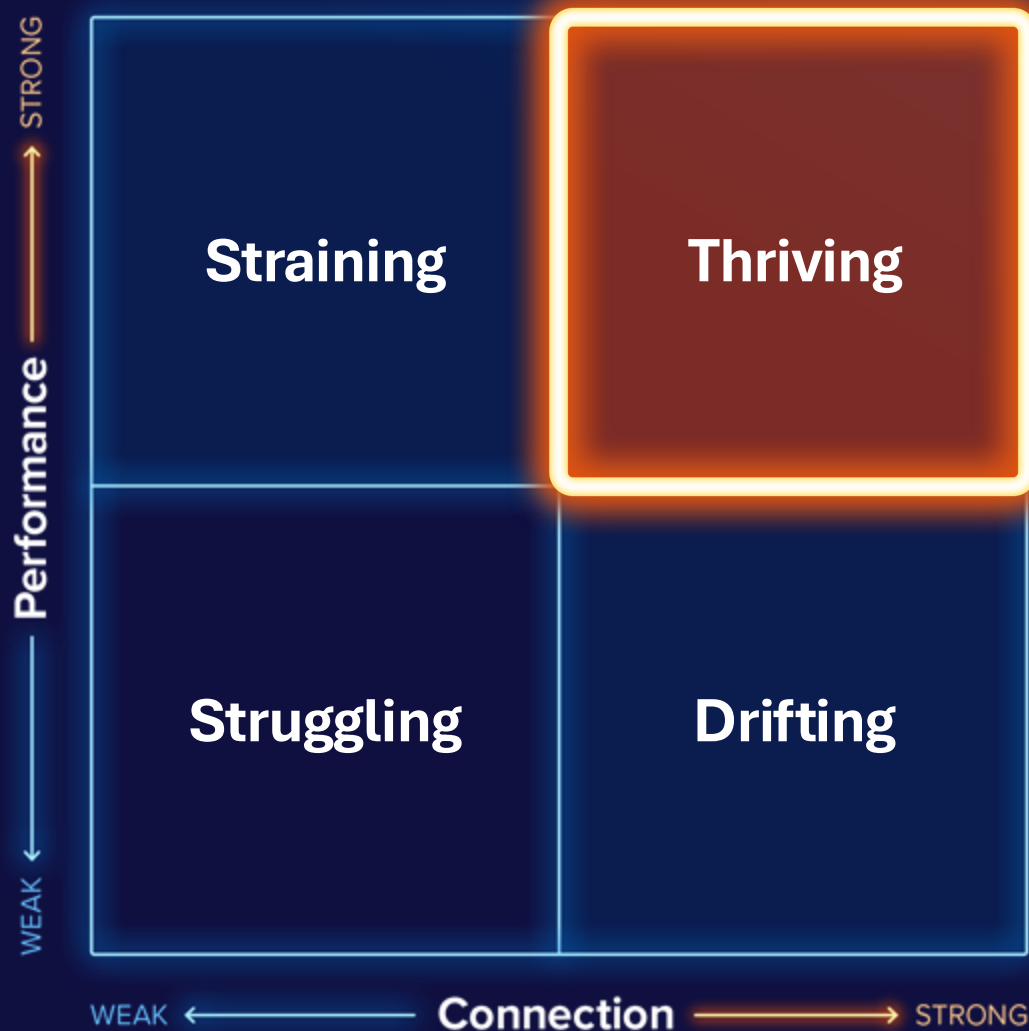 STRONG
Performance
WEAK
Straining
Thriving
Struggling
Drifting
WEAK
Connection
STRONG